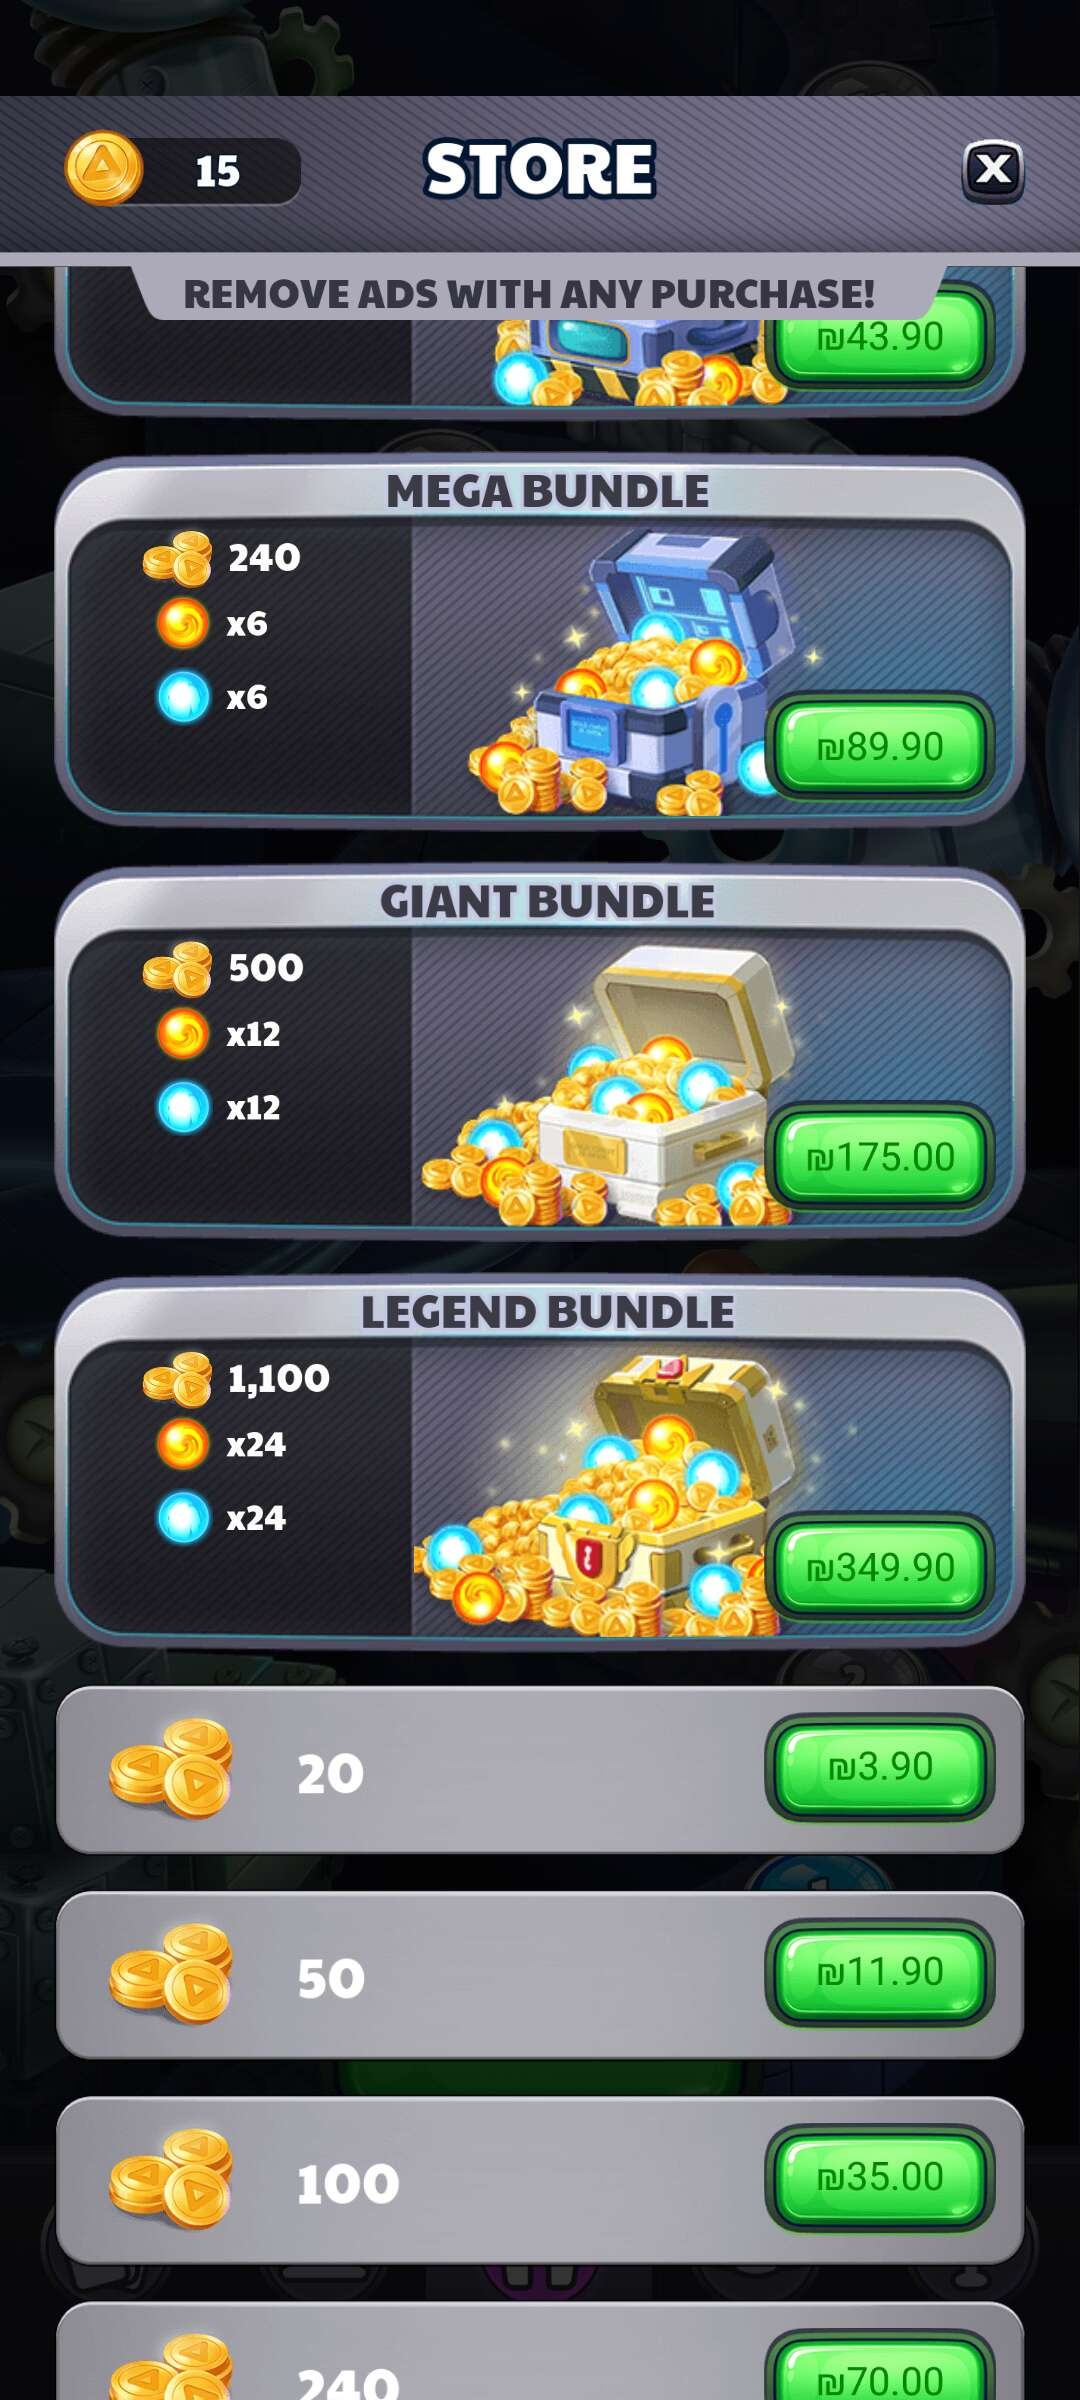 15
STORE
X
REMOVE ADS WITH ANY PURCHASE!
₪43.90
MEGA BUNDLE
240
x6
x6
₪89.90
GIANT BUNDLE
500
x12
x12
₪175.00
LEGEND BUNDLE
1,100
x24
x24
₪349.90
20
₪3.90
50
₪11.90
100
₪35.00
240
₪70.00